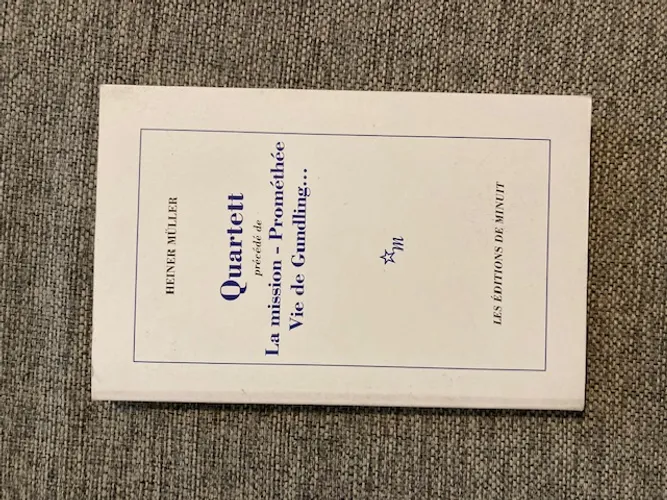 HEINER MÜLLER
Quartett
précédé de
La mission – Prométhée
Vie de Gundling...
m
LES ÉDITIONS DE MINUIT